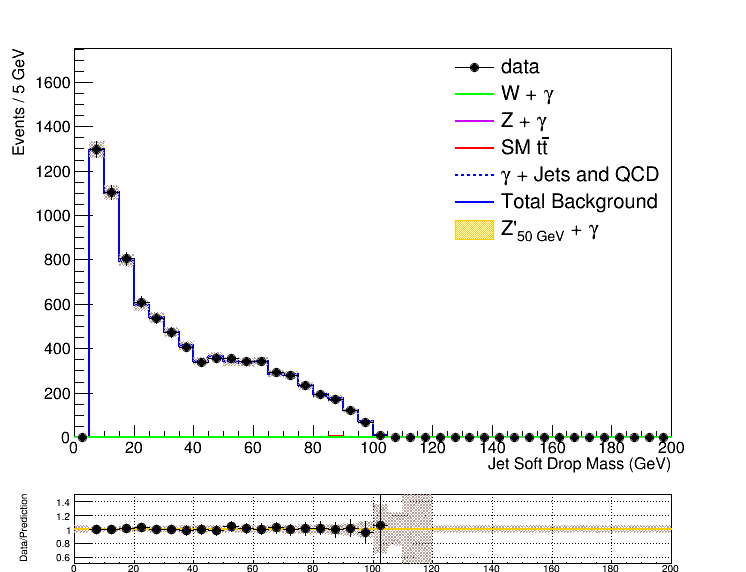 Events / 5 GeV
1600
1400
1200
1000
800
600
400
200
0
data
W + γ
Z + γ
SM tt̄
γ + Jets and QCD
Total Background
Z'50 GeV + γ
0 20 40 60 80 100 120 140 160 180 200
Jet Soft Drop Mass (GeV)
Data/Prediction
1.4
1.2
1
0.8
0.6
0 20 40 60 80 100 120 140 160 180 200